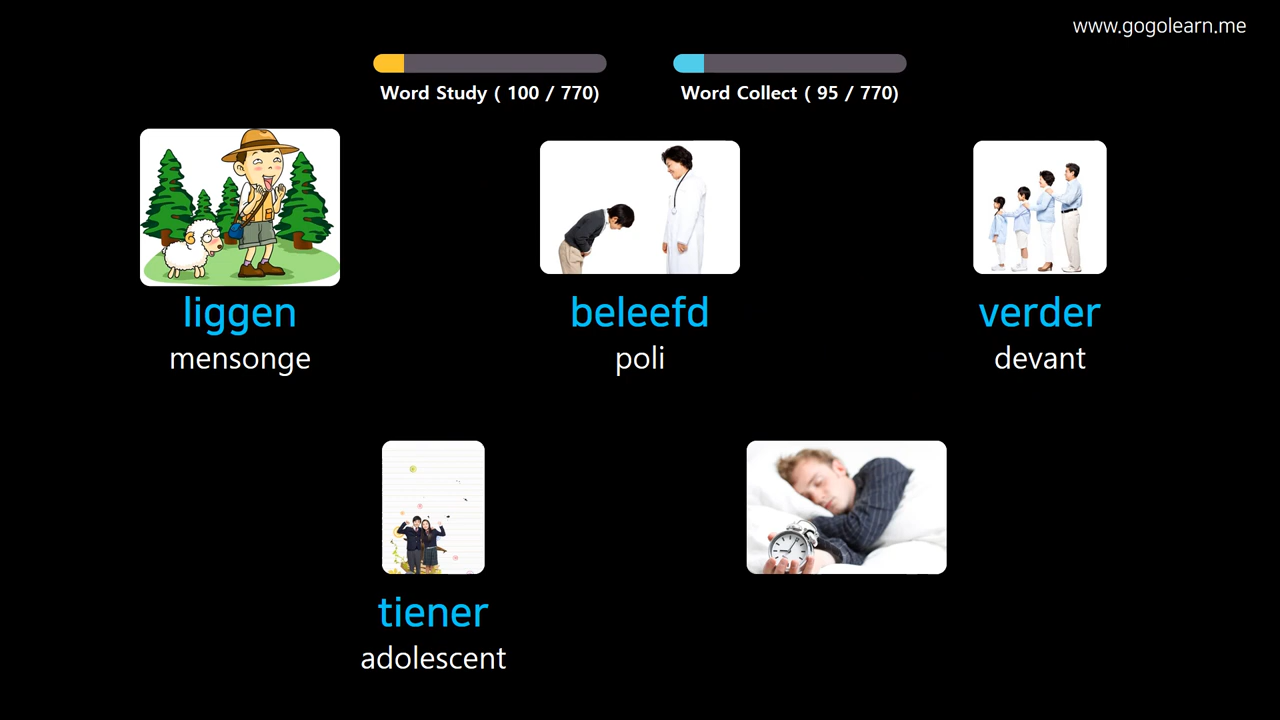 www.gogolearn.me
Word Study ( 100 / 770)
Word Collect ( 95 / 770)
liggen
mensonge
beleefd
poli
verder
devant
tiener
adolescent